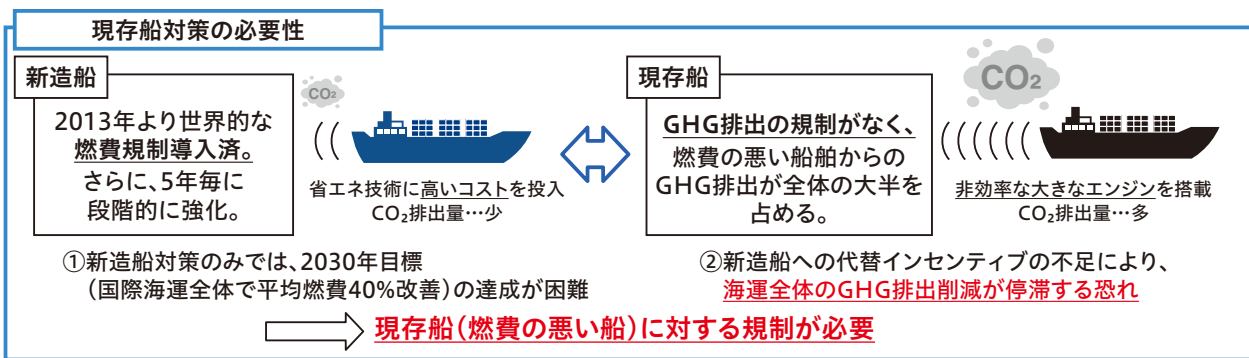 現存船対策の必要性
新造船
2013年より世界的な
燃費規制導入済。
さらに、5年毎に
段階的に強化。
CO₂
省エネ技術に高いコストを投入
CO₂排出量…少
現存船
GHG排出の規制がなく、
燃費の悪い船舶からの
GHG排出が全体の大半を
占める。
CO₂
非効率な大きなエンジンを搭載
CO₂排出量…多
①新造船対策のみでは、2030年目標
（国際海運全体で平均燃費40%改善）の達成が困難
②新造船への代替インセンティブの不足により、
海運全体のGHG排出削減が停滞する恐れ
現存船（燃費の悪い船）に対する規制が必要